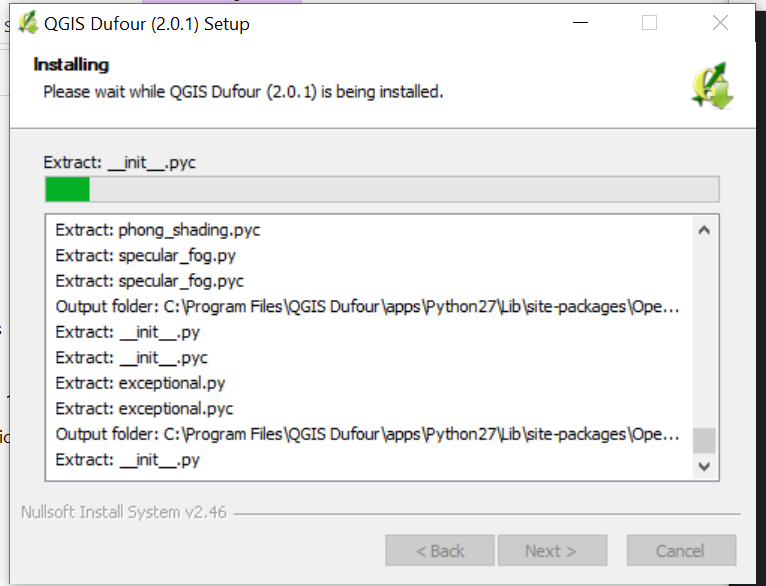 QGIS Dufour (2.0.1) Setup
Installing
Please wait while QGIS Dufour (2.0.1) is being installed.
Extract: __init__.pyc
Extract: phong_shading.pyc
Extract: specular_fog.py
Extract: specular_fog.pyc
Output folder: C:\Program Files\QGIS Dufour\apps\Python27\Lib\site-packages\Ope...
Extract: __init__.py
Extract: __init__.pyc
Extract: exceptional.py
Extract: exceptional.pyc
Output folder: C:\Program Files\QGIS Dufour\apps\Python27\Lib\site-packages\Ope...
Extract: __init__.py
Nullsoft Install System v2.46
< Back
Next >
Cancel